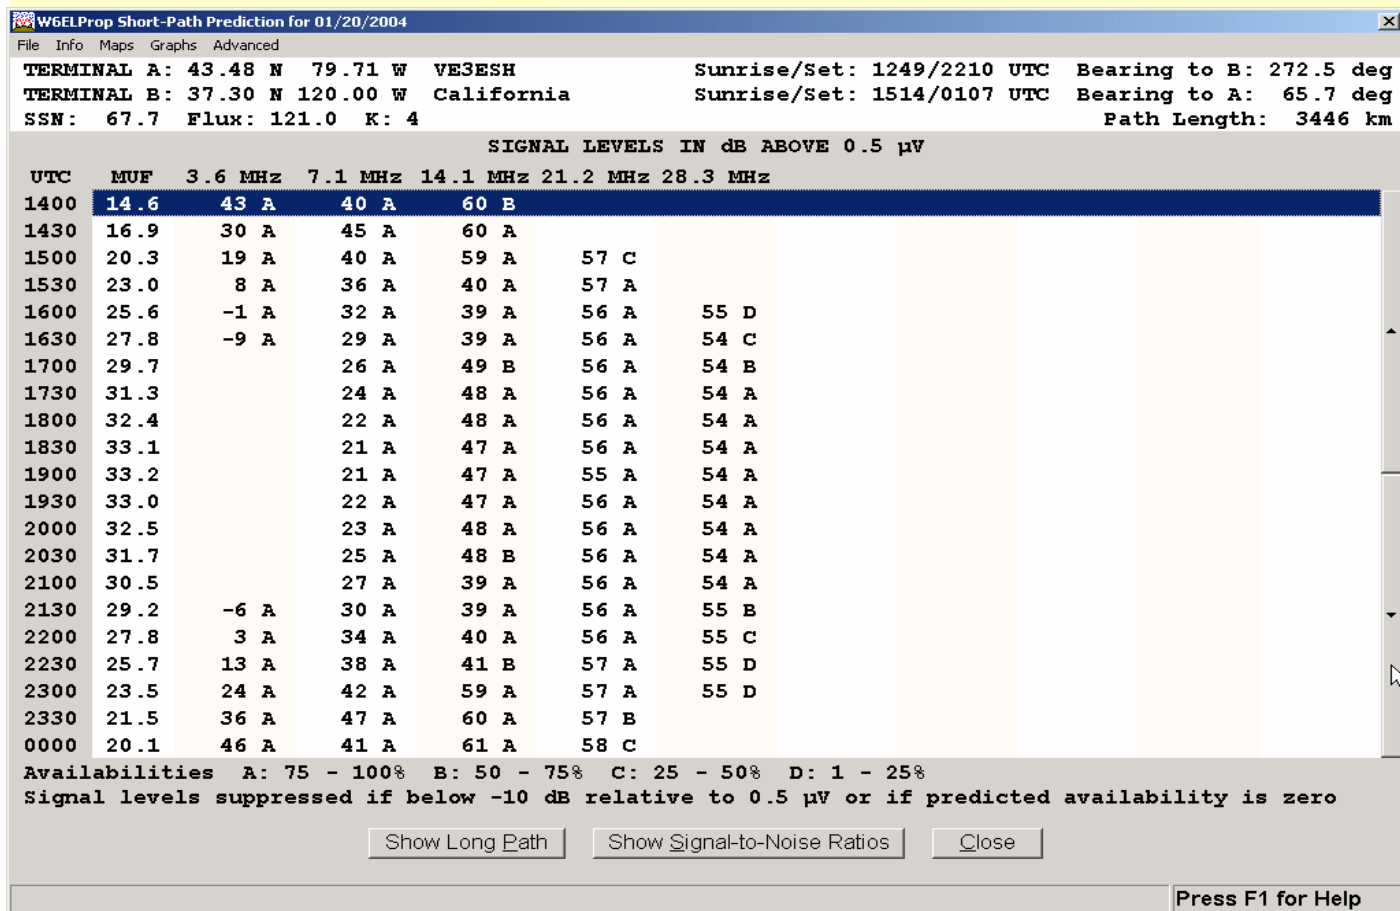 W6ELProp Short-Path Prediction for 01/20/2004
File Info Maps Graphs Advanced
TERMINAL A: 43.48 N 79.71 W VE3ESH Sunrise/Set: 1249/2210 UTC Bearing to B: 272.5 deg
TERMINAL B: 37.30 N 120.00 W California Sunrise/Set: 1514/0107 UTC Bearing to A: 65.7 deg
SSN: 67.7 Flux: 121.0 K: 4 Path Length: 3446 km
SIGNAL LEVELS IN dB ABOVE 0.5 µV
UTC MUF 3.6 MHz 7.1 MHz 14.1 MHz 21.2 MHz 28.3 MHz
1400 14.6 43 A 40 A 60 B
1430 16.9 30 A 45 A 60 A
1500 20.3 19 A 40 A 59 A 57 C
1530 23.0 8 A 36 A 40 A 57 A
1600 25.6 -1 A 32 A 39 A 56 A 55 D
1630 27.8 -9 A 29 A 39 A 56 A 54 C
1700 29.7 26 A 49 B 56 A 54 B
1730 31.3 24 A 48 A 56 A 54 A
1800 32.4 22 A 48 A 56 A 54 A
1830 33.1 21 A 47 A 56 A 54 A
1900 33.2 21 A 47 A 55 A 54 A
1930 33.0 22 A 47 A 56 A 54 A
2000 32.5 23 A 48 A 56 A 54 A
2030 31.7 25 A 48 B 56 A 54 A
2100 30.5 27 A 39 A 56 A 54 A
2130 29.2 -6 A 30 A 39 A 56 A 55 B
2200 27.8 3 A 34 A 40 A 56 A 55 C
2230 25.7 13 A 38 A 41 B 57 A 55 D
2300 23.5 24 A 42 A 59 A 57 A 55 D
2330 21.5 36 A 47 A 60 A 57 B
0000 20.1 46 A 41 A 61 A 58 C
Availabilities A: 75 - 100% B: 50 - 75% C: 25 - 50% D: 1 - 25%
Signal levels suppressed if below -10 dB relative to 0.5 µV or if predicted availability is zero
Show Long Path Show Signal-to-Noise Ratios Close
Press F1 for Help